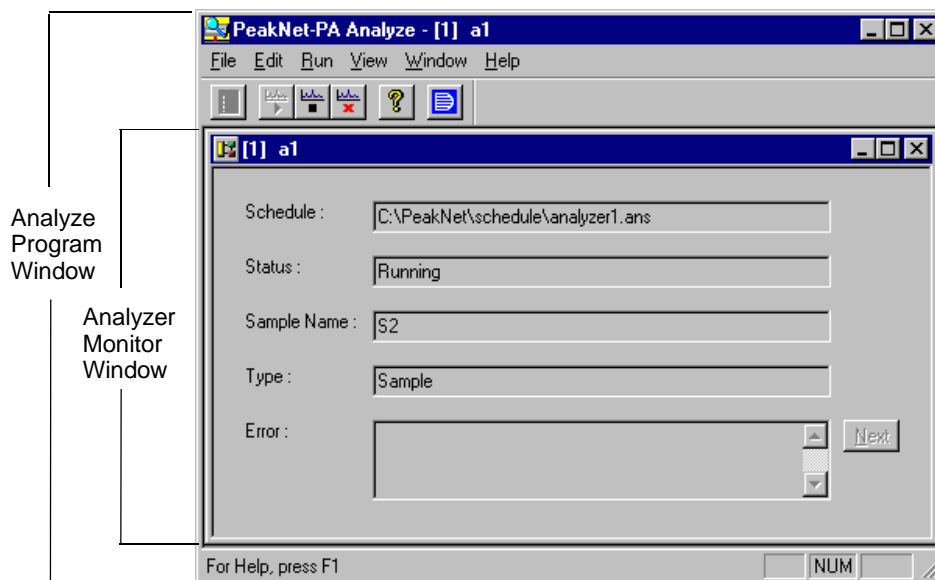 PeakNet-PA Analyze - [1] a1
File Edit Run View Window Help
[1] a1
Analyze
Program
Window
Analyzer
Monitor
Window
Schedule : C:\PeakNet\schedule\analyzer1.ans
Status : Running
Sample Name : S2
Type : Sample
Error :
Next
For Help, press F1
NUM